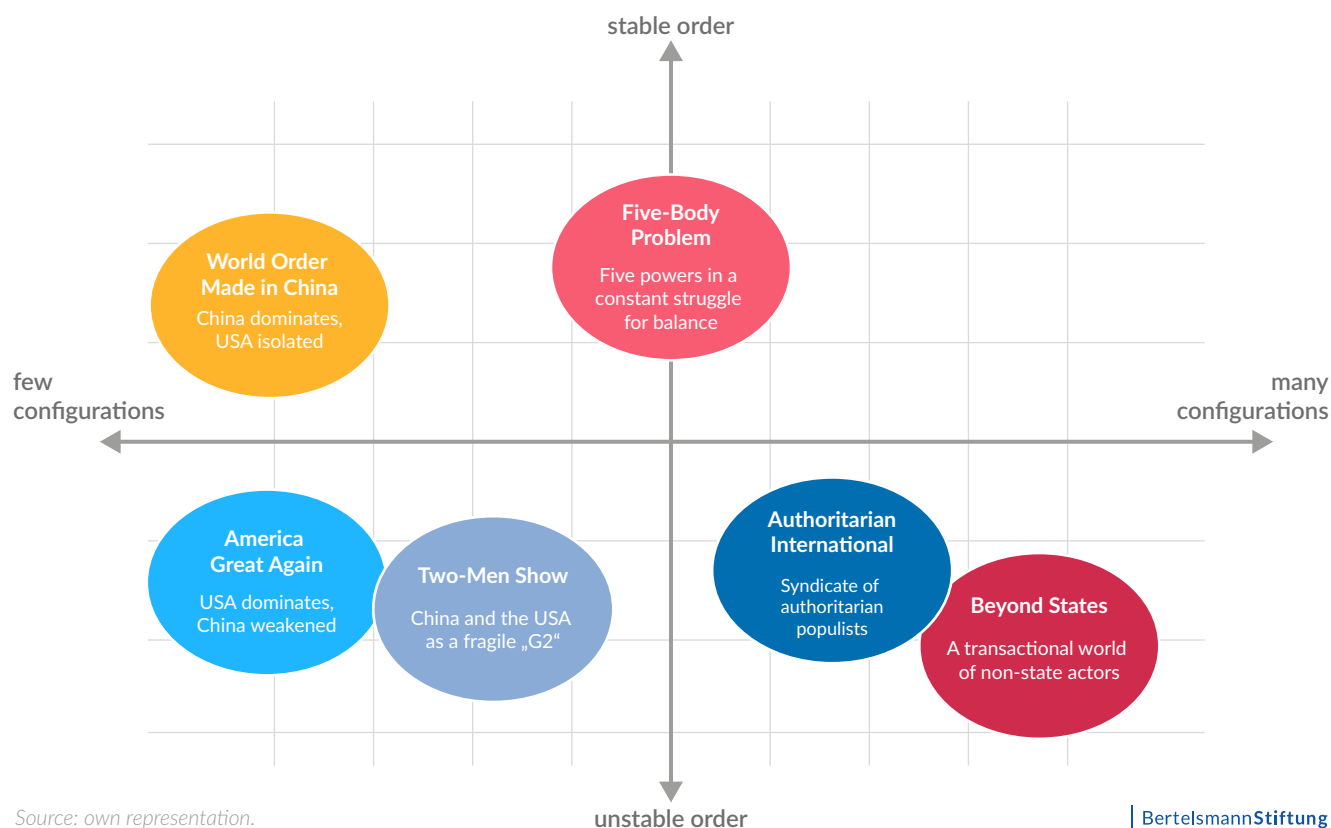 stable order
Five-Body
Problem
Five powers in a
constant struggle
for balance
World Order
Made in China
China dominates,
USA isolated
few
configurations
many
configurations
America
Great Again
USA dominates,
China weakened
Two-Men Show
China and the USA
as a fragile „G2“
Authoritarian
International
Syndicate of
authoritarian
populists
Beyond States
A transactional world
of non-state actors
unstable order
Source: own representation.
BertelsmannStiftung